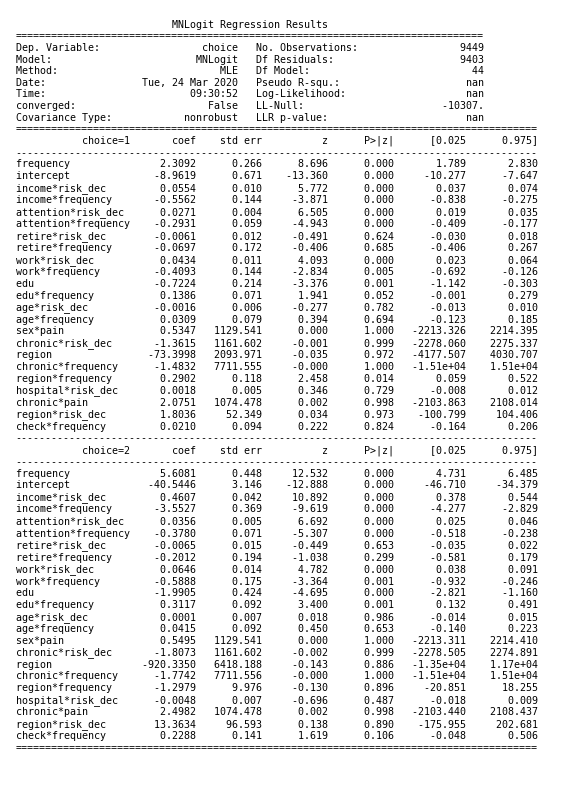 MNLogit Regression Results
==============================================================================
Dep. Variable: choice No. Observations: 9449
Model: MNLogit Df Residuals: 9403
Method: MLE Df Model: 44
Date: Tue, 24 Mar 2020 Pseudo R-squ.: nan
Time: 09:30:52 Log-Likelihood: nan
converged: False LL-Null: -10307.
Covariance Type: nonrobust LLR p-value: nan
=======================================================================================
choice=1 coef std err z P>|z| [0.025 0.975]
---------------------------------------------------------------------------------------
frequency 2.3092 0.266 8.696 0.000 1.789 2.830
intercept -8.9619 0.671 -13.360 0.000 -10.277 -7.647
income*risk_dec 0.0554 0.010 5.772 0.000 0.037 0.074
income*frequency -0.5562 0.144 -3.871 0.000 -0.838 -0.275
attention*risk_dec 0.0271 0.004 6.505 0.000 0.019 0.035
attention*frequency -0.2931 0.059 -4.943 0.000 -0.409 -0.177
retire*risk_dec -0.0061 0.012 -0.491 0.624 -0.030 0.018
retire*frequency -0.0697 0.172 -0.406 0.685 -0.406 0.267
work*risk_dec 0.0434 0.011 4.093 0.000 0.023 0.064
work*frequency -0.4093 0.144 -2.834 0.005 -0.692 -0.126
edu -0.7224 0.214 -3.376 0.001 -1.142 -0.303
edu*frequency 0.1386 0.071 1.941 0.052 -0.001 0.279
age*risk_dec -0.0016 0.006 -0.277 0.782 -0.013 0.010
age*frequency 0.0309 0.079 0.394 0.694 -0.123 0.185
sex*pain 0.5347 1129.541 0.000 1.000 -2213.326 2214.395
chronic*risk_dec -1.3615 1161.602 -0.001 0.999 -2278.060 2275.337
region -73.3998 2093.971 -0.035 0.972 -4177.507 4030.707
chronic*frequency -1.4832 7711.555 -0.000 1.000 -1.51e+04 1.51e+04
region*frequency 0.2902 0.118 2.458 0.014 0.059 0.522
hospital*risk_dec 0.0018 0.005 0.346 0.729 -0.008 0.012
chronic*pain 2.0751 1074.478 0.002 0.998 -2103.863 2108.014
region*risk_dec 1.8036 52.349 0.034 0.973 -100.799 104.406
check*frequency 0.0210 0.094 0.222 0.824 -0.164 0.206
---------------------------------------------------------------------------------------
choice=2 coef std err z P>|z| [0.025 0.975]
---------------------------------------------------------------------------------------
frequency 5.6081 0.448 12.532 0.000 4.731 6.485
intercept -40.5446 3.146 -12.888 0.000 -46.710 -34.379
income*risk_dec 0.4607 0.042 10.892 0.000 0.378 0.544
income*frequency -3.5527 0.369 -9.619 0.000 -4.277 -2.829
attention*risk_dec 0.0356 0.005 6.692 0.000 0.025 0.046
attention*frequency -0.3780 0.071 -5.307 0.000 -0.518 -0.238
retire*risk_dec -0.0065 0.015 -0.449 0.653 -0.035 0.022
retire*frequency -0.2012 0.194 -1.038 0.299 -0.581 0.179
work*risk_dec 0.0646 0.014 4.782 0.000 0.038 0.091
work*frequency -0.5888 0.175 -3.364 0.001 -0.932 -0.246
edu -1.9905 0.424 -4.695 0.000 -2.821 -1.160
edu*frequency 0.3117 0.092 3.400 0.001 0.132 0.491
age*risk_dec 0.0001 0.007 0.018 0.986 -0.014 0.015
age*frequency 0.0415 0.092 0.450 0.653 -0.140 0.223
sex*pain 0.5495 1129.541 0.000 1.000 -2213.311 2214.410
chronic*risk_dec -1.8073 1161.602 -0.002 0.999 -2278.505 2274.891
region -920.3350 6418.188 -0.143 0.886 -1.35e+04 1.17e+04
chronic*frequency -1.7742 7711.556 -0.000 1.000 -1.51e+04 1.51e+04
region*frequency -1.2979 9.976 -0.130 0.896 -20.851 18.255
hospital*risk_dec -0.0048 0.007 -0.696 0.487 -0.018 0.009
chronic*pain 2.4982 1074.478 0.002 0.998 -2103.440 2108.437
region*risk_dec 13.3634 96.593 0.138 0.890 -175.955 202.681
check*frequency 0.2288 0.141 1.619 0.106 -0.048 0.506
=======================================================================================